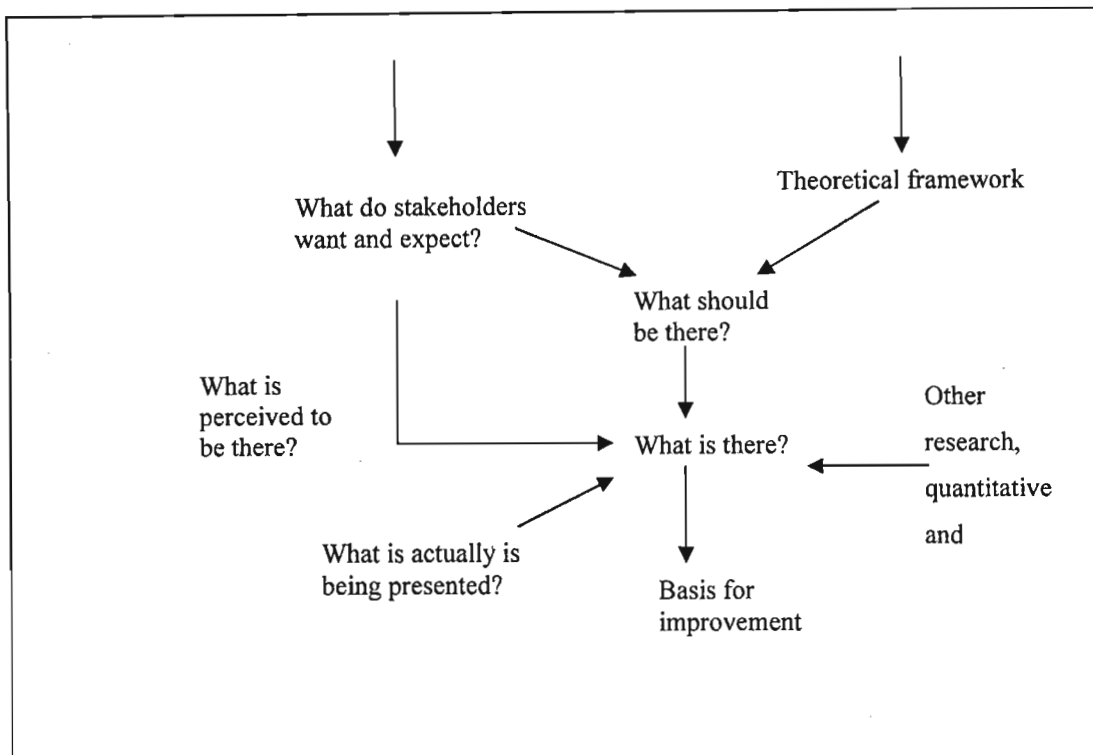 Theoretical framework
What do stakeholders
want and expect?
What should
be there?
What is
perceived to
be there?
Other
research,
quantitative
and
What is there?
What is actually is
being presented?
Basis for
improvement